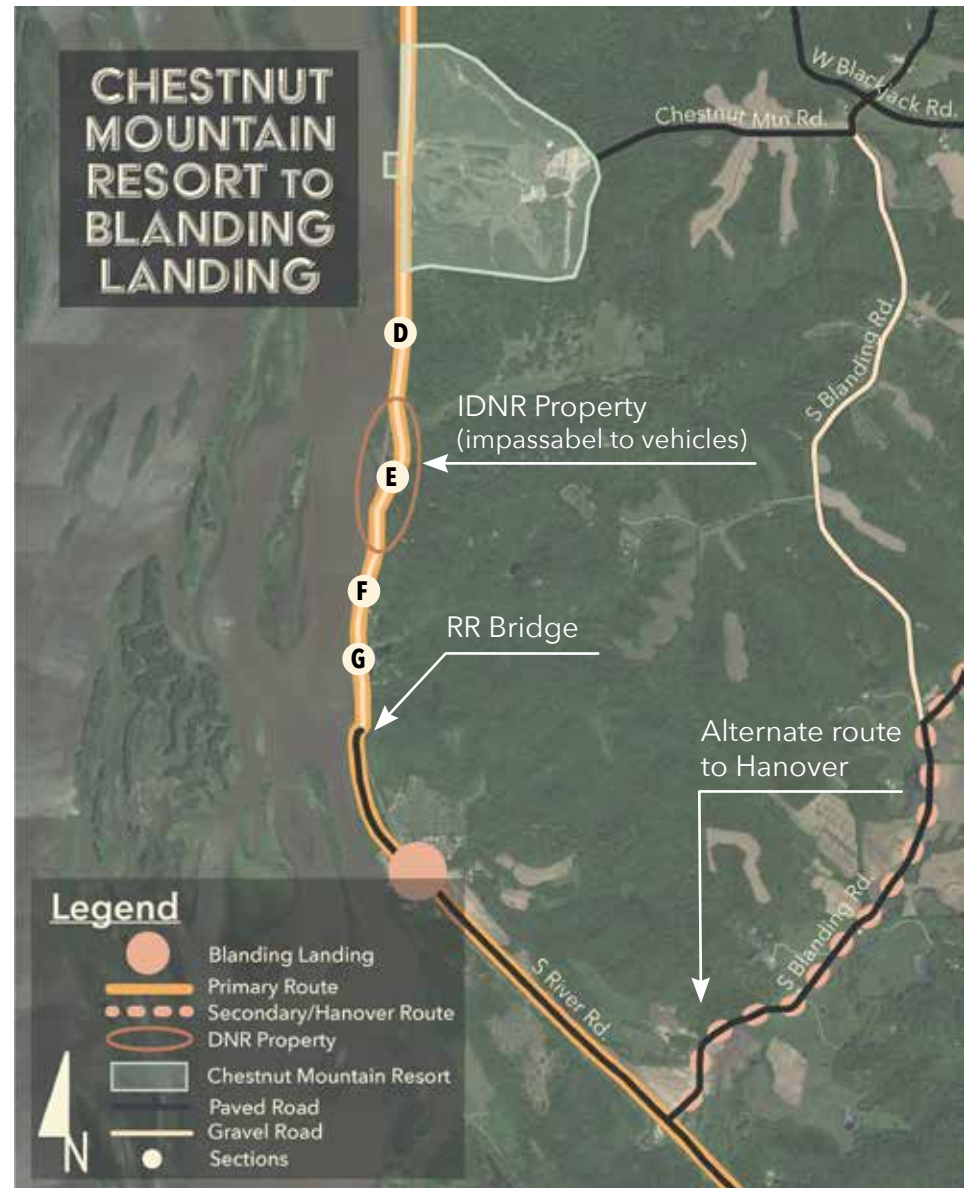 CHESTNUT
MOUNTAIN
RESORT TO
BLANDING
LANDING
W Blackjack Rd.
Chestnut Mtn Rd.
D
S Blanding Rd.
IDNR Property
(impassabel to vehicles)
E
F
RR Bridge
G
Alternate route
to Hanover
S Blanding Rd.
S River Rd.
Legend
Blanding Landing
Primary Route
Secondary/Hanover Route
DNR Property
Chestnut Mountain Resort
Paved Road
Gravel Road
Sections
N